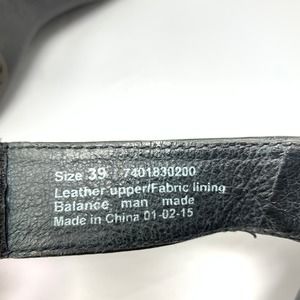 Size 39 7401830200
Leather upper/Fabric lining
Balance man made
Made in China 01-02-15